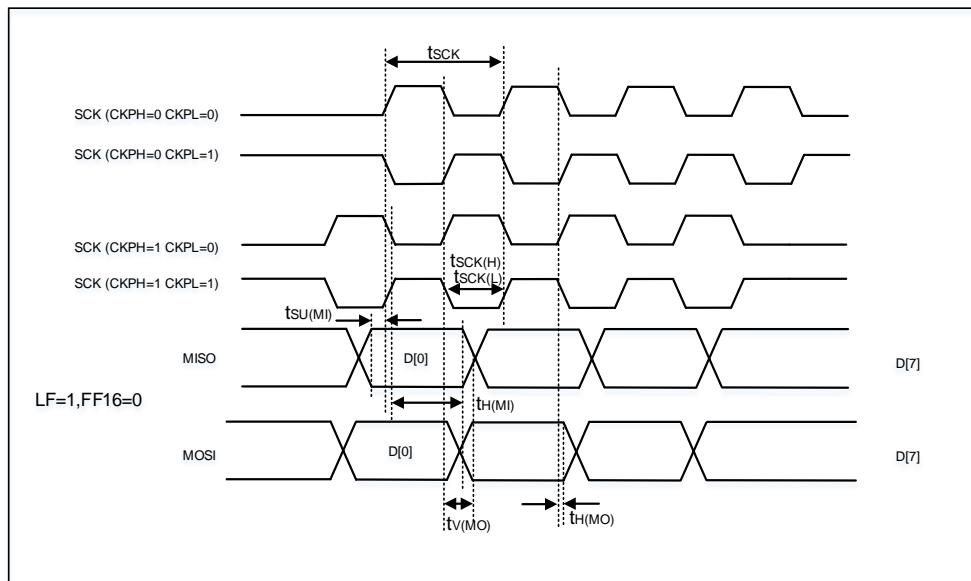 tSCK
SCK (CKPH=0 CKPL=0)
SCK (CKPH=0 CKPL=1)
SCK (CKPH=1 CKPL=0)
tSCK(H)
tSCK(L)
SCK (CKPH=1 CKPL=1)
tSU(MI)
MISO
D[0]
D[7]
LF=1,FF16=0
tH(MI)
MOSI
D[0]
D[7]
tV(MO)
tH(MO)